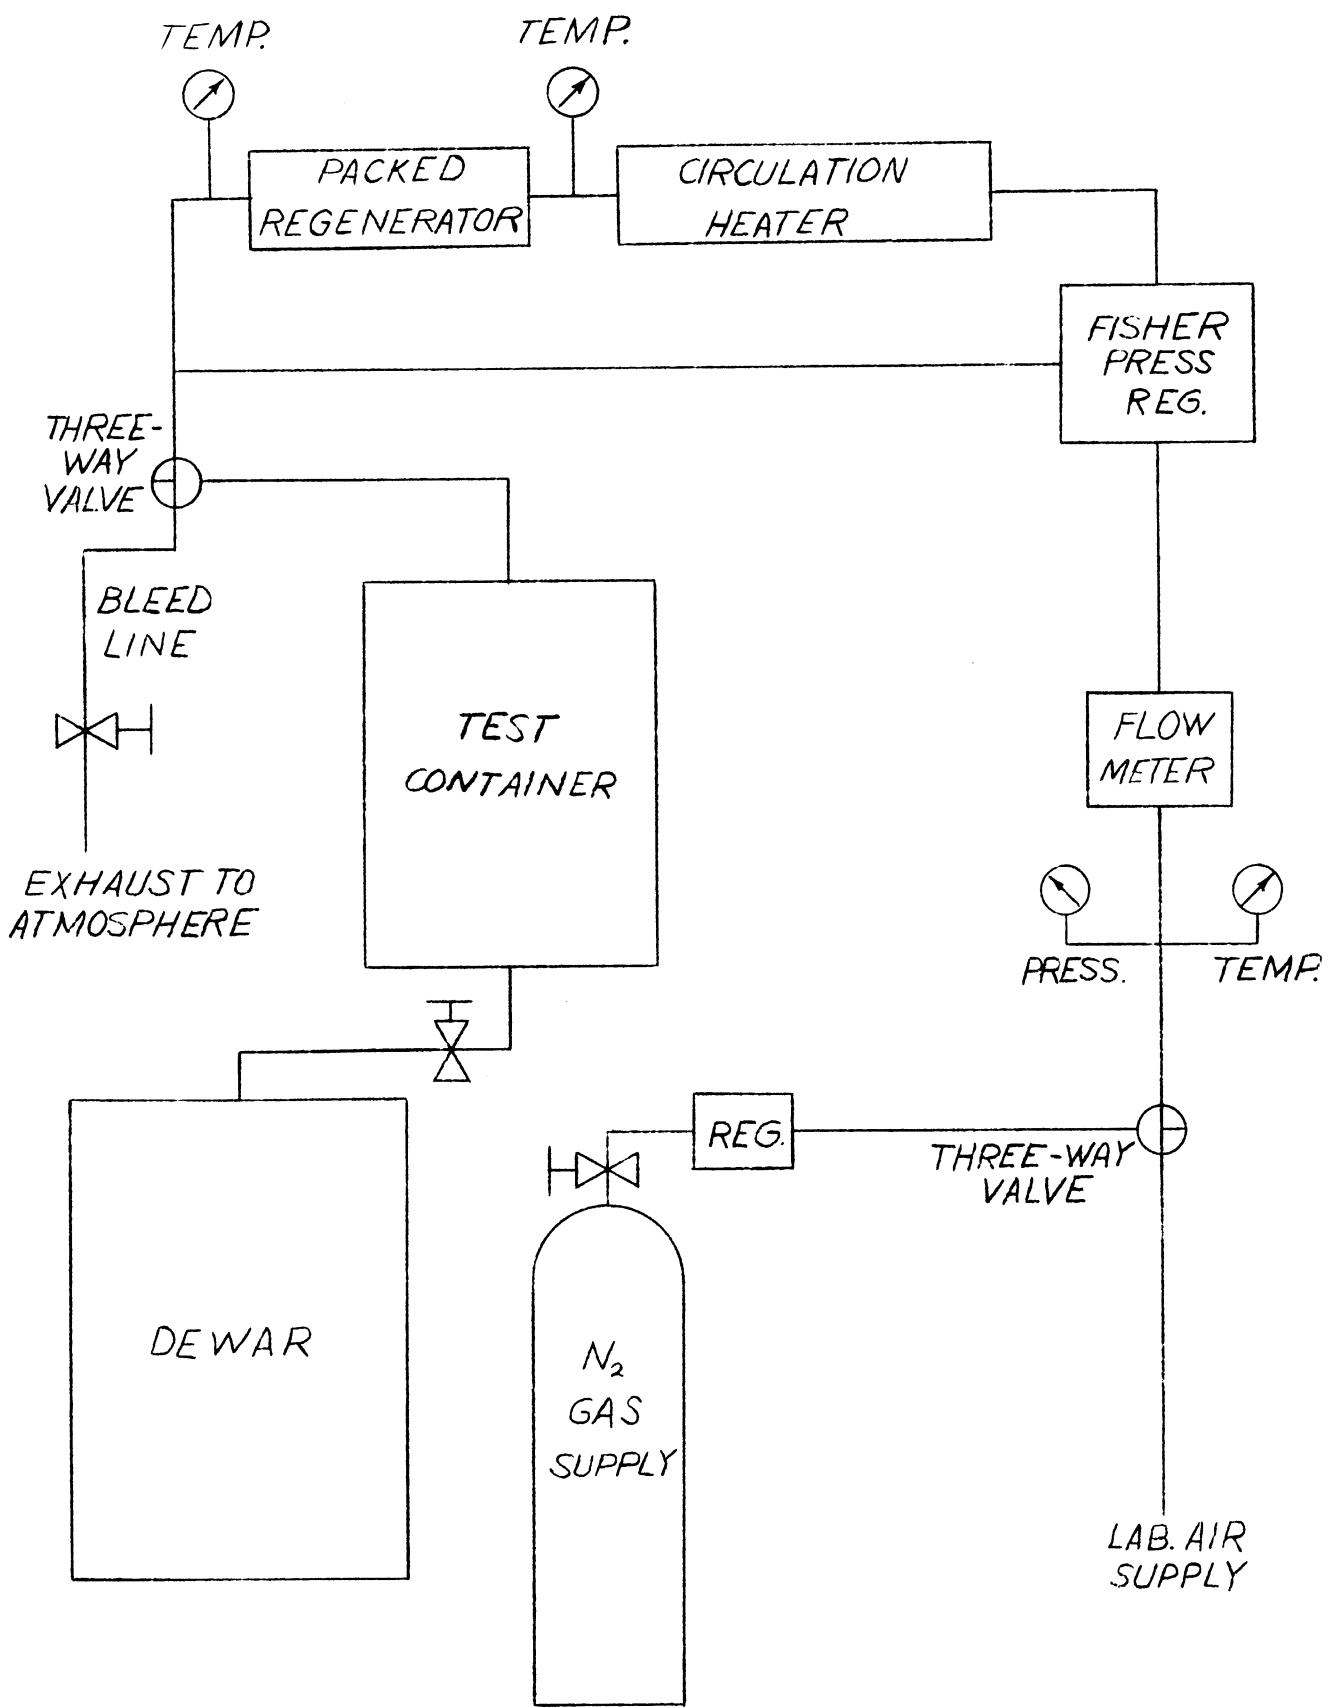 TEMP.
TEMP.
PACKED
REGENERATOR
CIRCULATION
HEATER
FISHER
PRESS
REG.
THREE-
WAY
VALVE
BLEED
LINE
TEST
CONTAINER
FLOW
METER
EXHAUST TO
ATMOSPHERE
PRESS.
TEMP.
REG.
THREE-WAY
VALVE
DEWAR
N2
GAS
SUPPLY
LAB. AIR
SUPPLY